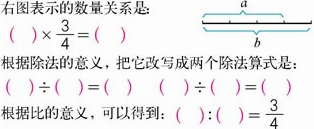 右图表示的数量关系是:
a
( )×3/4=( )
b
根据除法的意义，把它改写成两个除法算式是:
( )÷( )=( ) ( )÷( )=( )
根据比的意义，可以得到: ( ):( )=3/4